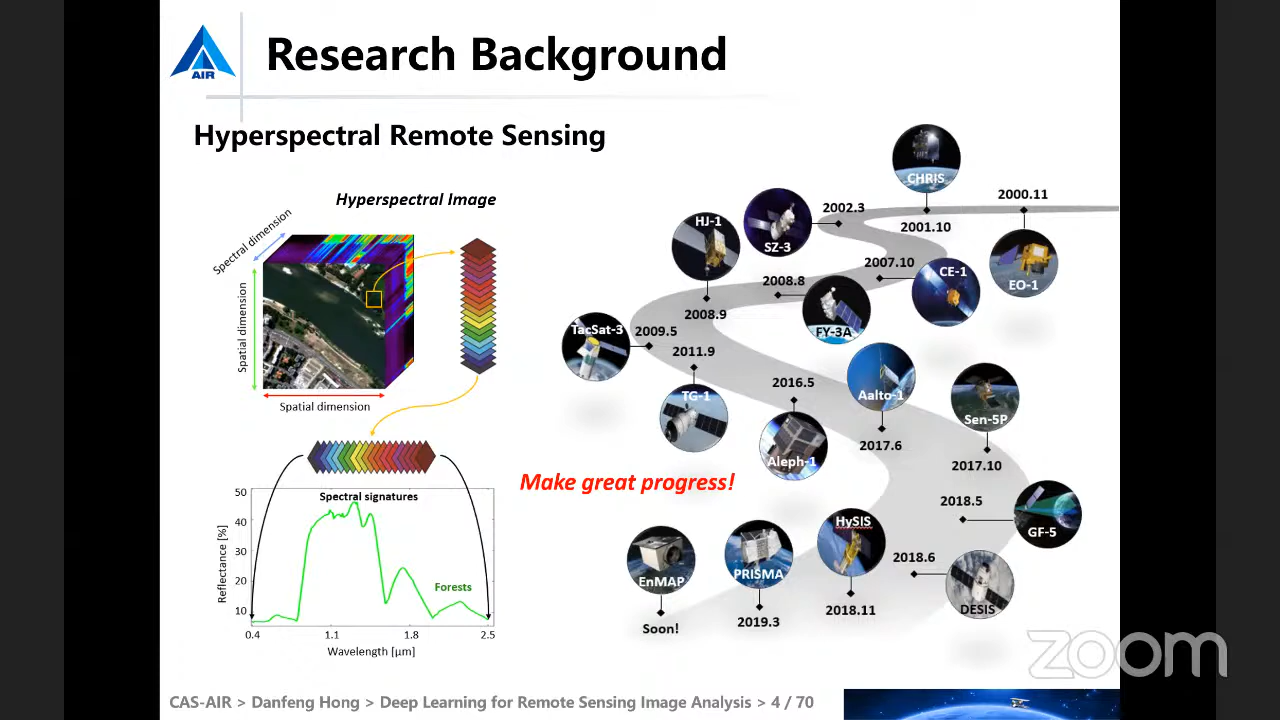 AIR
Research Background
Hyperspectral Remote Sensing
Hyperspectral Image
Spectral dimension
Spatial dimension
Spatial dimension
Spectral signatures
50
40
30
20
10
Reflectance [%]
Forests
0.4
1.1
1.8
2.5
Wavelength [µm]
Make great progress!
2000.11
EO-1
CHRIS
2001.10
2002.3
SZ-3
2007.10
CE-1
2008.8
FY-3A
HJ-1
2008.9
TacSat-3
2009.5
2011.9
TG-1
2016.5
Aleph-1
Aalto-1
2017.6
Sen-5P
2017.10
2018.5
GF-5
2018.6
DESIS
HySIS
2018.11
PRISMA
2019.3
EnMAP
Soon!
zoom
CAS-AIR > Danfeng Hong > Deep Learning for Remote Sensing Image Analysis > 4 / 70